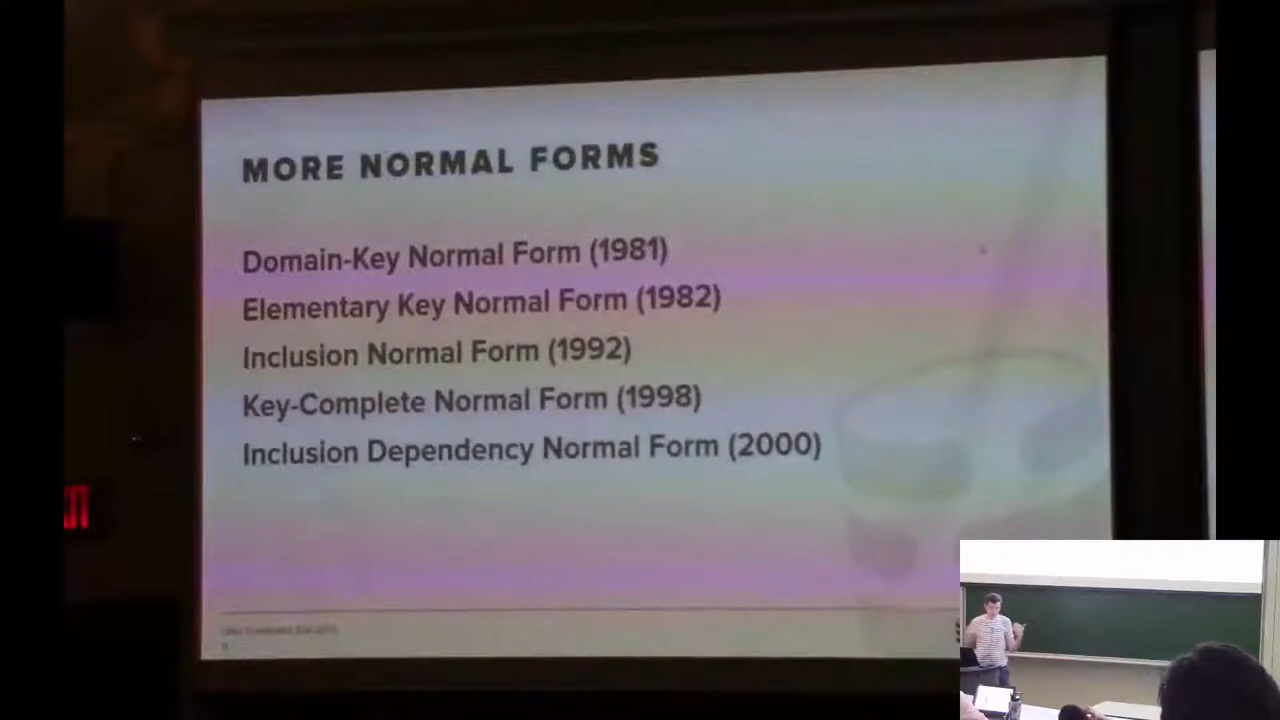 MORE NORMAL FORMS
Domain-Key Normal Form (1981)
Elementary Key Normal Form (1982)
Inclusion Normal Form (1992)
Key-Complete Normal Form (1998)
Inclusion Dependency Normal Form (2000)